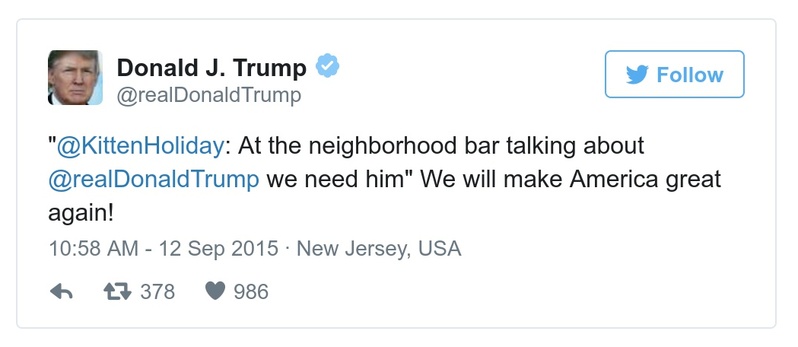 Donald J. Trump
@realDonaldTrump
Follow
"@KittenHoliday: At the neighborhood bar talking about
@realDonaldTrump we need him" We will make America great
again!
10:58 AM - 12 Sep 2015 · New Jersey, USA
378 986